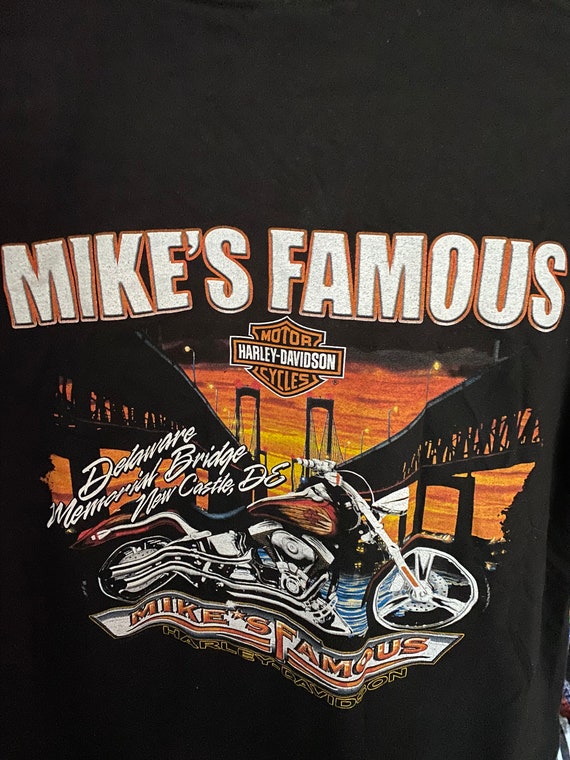 MIKE'S FAMOUS
MOTOR
HARLEY-DAVIDSON
CYCLES
Delaware
Memorial Bridge
New Castle, DE
MIKE'S FAMOUS
HARLEY-DAVIDSON